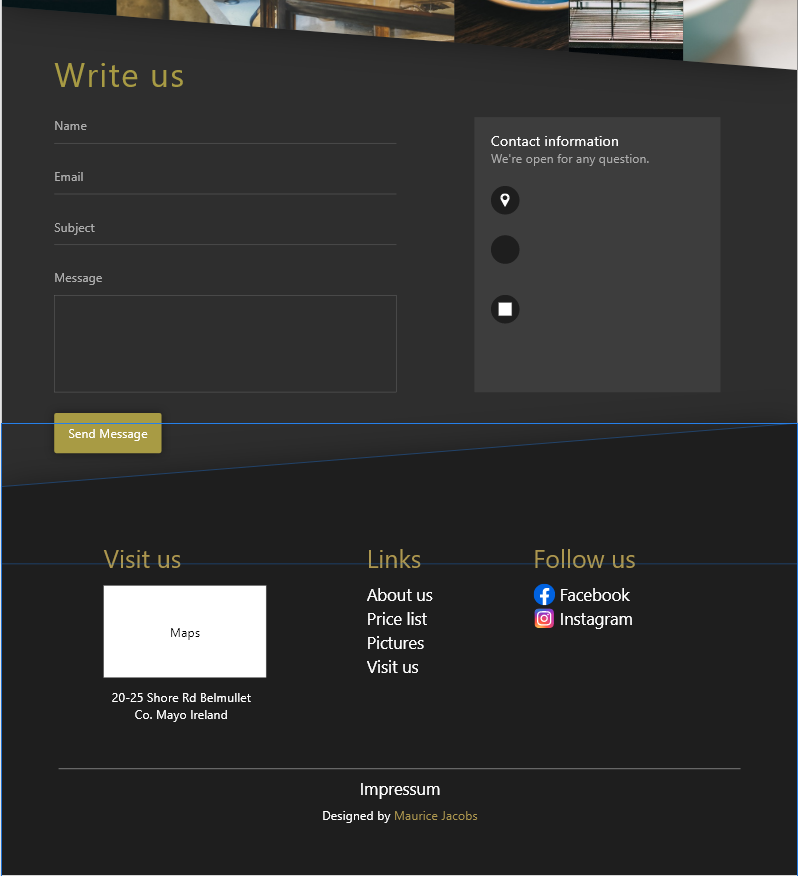 Write us
Name
Email
Subject
Message
Send Message
Contact information
We're open for any question.
Visit us
Maps
20-25 Shore Rd Belmullet
Co. Mayo Ireland
Links
About us
Price list
Pictures
Visit us
Follow us
Facebook
Instagram
Impressum
Designed by Maurice Jacobs